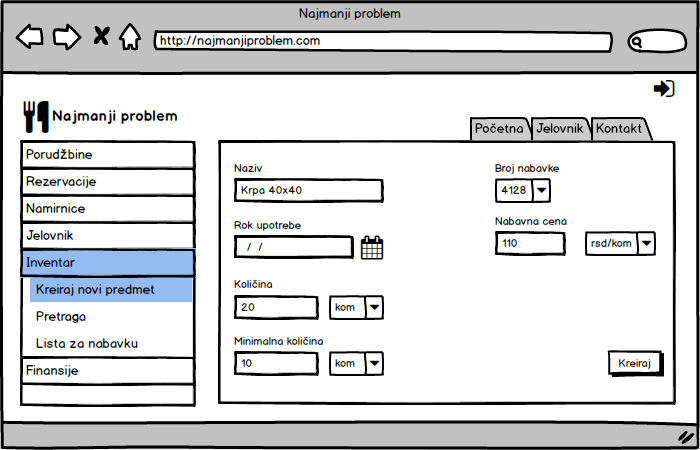 Najmanji problem
http://najmanjiproblem.com
Najmanji problem
Početna Jelovnik Kontakt
Porudžbine
Rezervacije
Namirnice
Jelovnik
Inventar
Kreiraj novi predmet
Pretraga
Lista za nabavku
Finansije
Naziv
Krpa 40x40
Rok upotrebe
/ /
Količina
20 kom
Minimalna količina
10 kom
Broj nabavke
4128
Nabavna cena
110 rsd/kom
Kreiraj